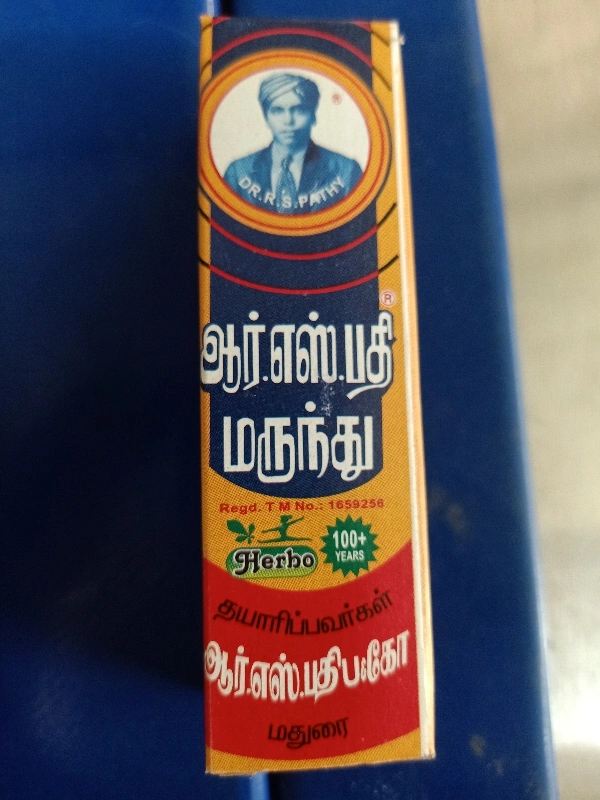 ®
DR. R. S. PATHY
®
ஆர்.எஸ்.பதி
மருந்து
Regd. T M No.: 1659256
Herbo
100+
YEARS
தயாரிப்பவர்கள்
ஆர்.எஸ்.பதி ப&கோ
மதுரை